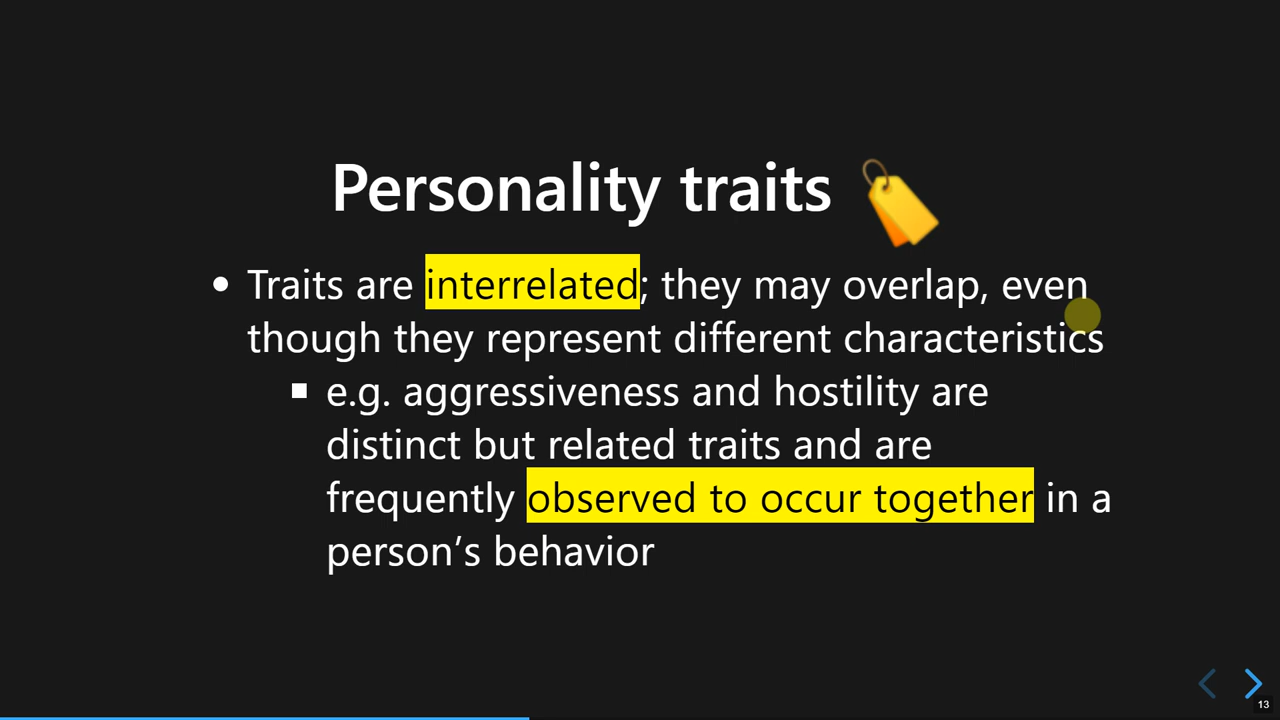 Personality traits
• Traits are interrelated; they may overlap, even
though they represent different characteristics
▪ e.g. aggressiveness and hostility are
distinct but related traits and are
frequently observed to occur together in a
person’s behavior
13